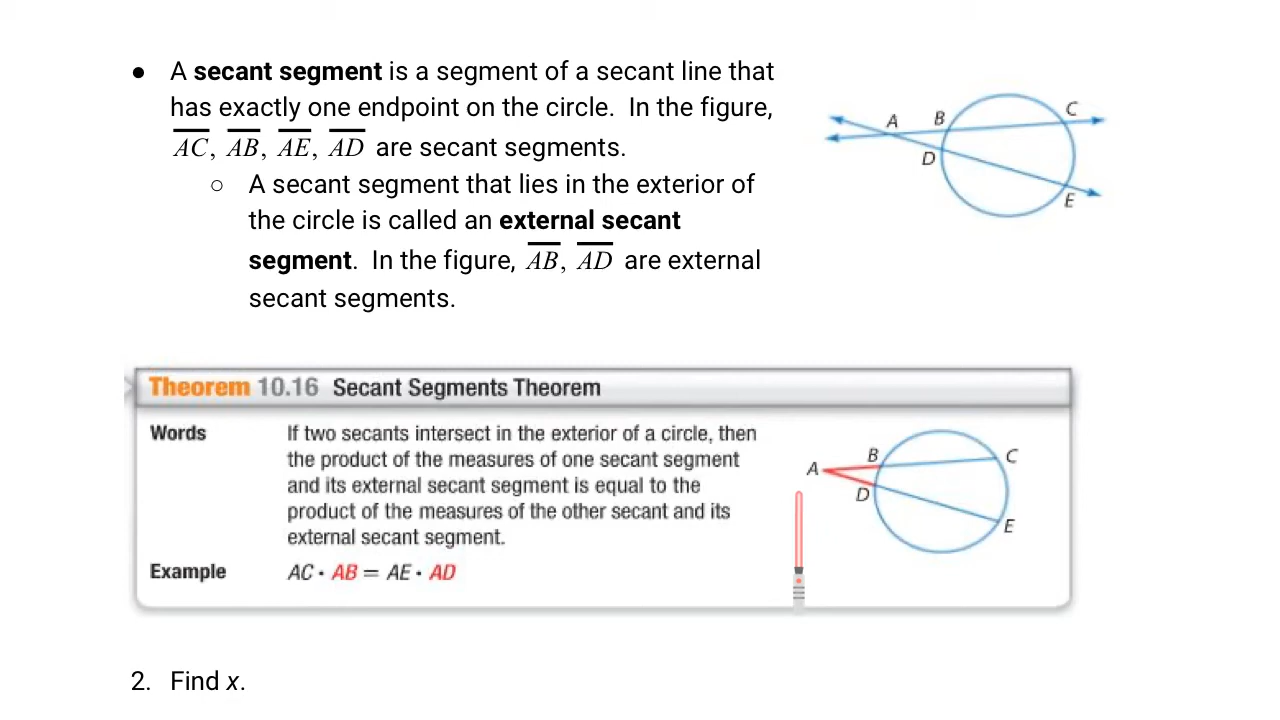 ● A secant segment is a segment of a secant line that
has exactly one endpoint on the circle. In the figure,
AC, AB, AE, AD are secant segments.
○ A secant segment that lies in the exterior of
the circle is called an external secant
segment. In the figure, AB, AD are external
secant segments.
A B C
D E
Theorem 10.16 Secant Segments Theorem
Words If two secants intersect in the exterior of a circle, then
the product of the measures of one secant segment
and its external secant segment is equal to the
product of the measures of the other secant and its
external secant segment.
Example AC • AB = AE • AD
A B C
D E
2. Find x.